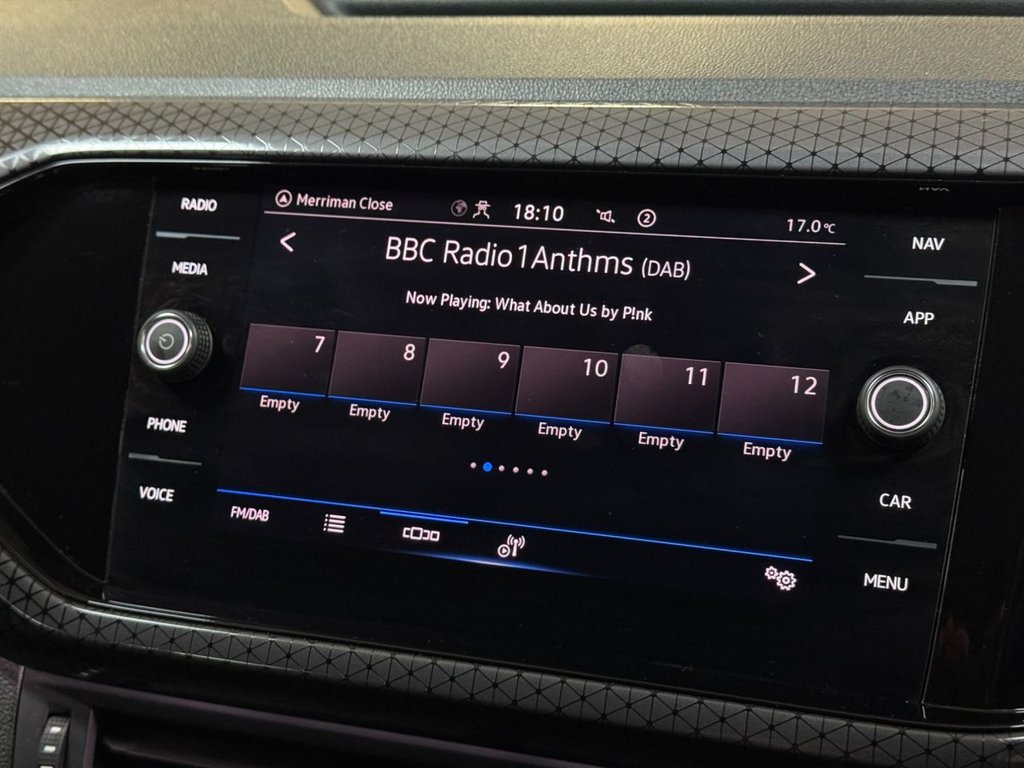 RADIO
MEDIA
PHONE
VOICE
Merriman Close 18:10 2 17.0°C
BBC Radio1Anthms (DAB)
Now Playing: What About Us by P!nk
7 8 9 10 11 12
Empty Empty Empty Empty Empty Empty
FM/DAB
NAV
APP
CAR
MENU